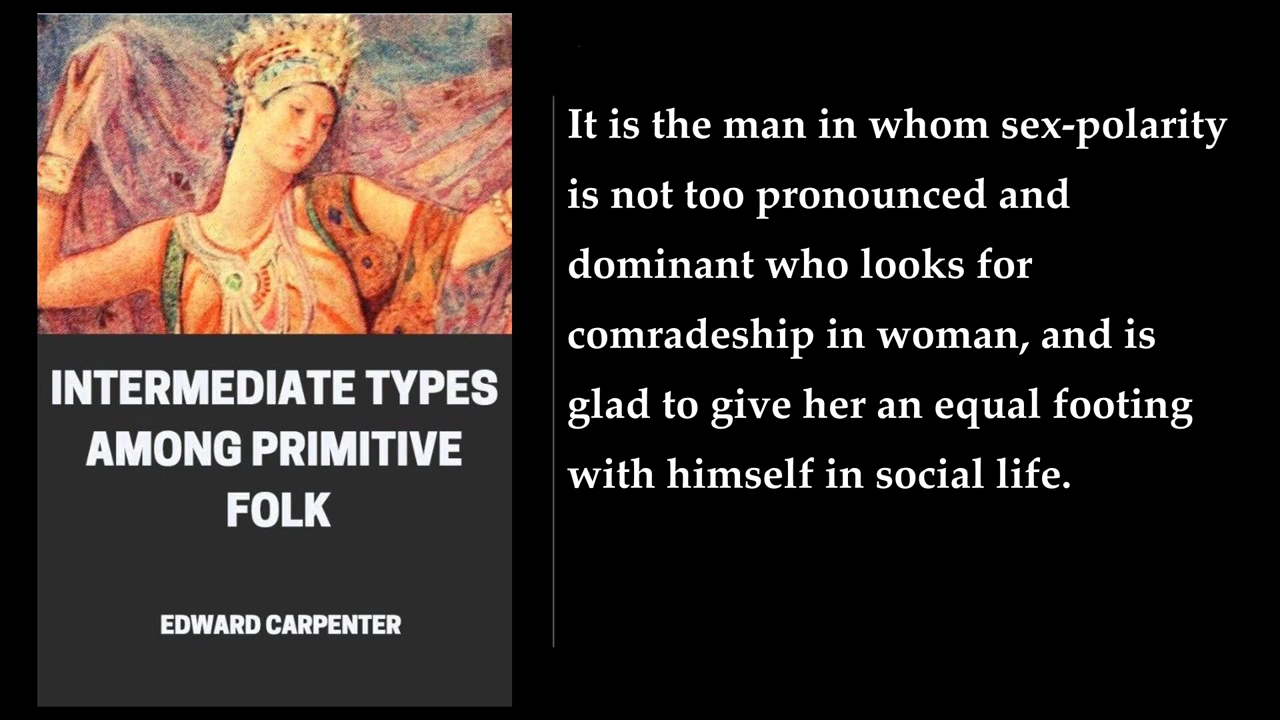 INTERMEDIATE TYPES
AMONG PRIMITIVE
FOLK
EDWARD CARPENTER
It is the man in whom sex-polarity
is not too pronounced and
dominant who looks for
comradeship in woman, and is
glad to give her an equal footing
with himself in social life.